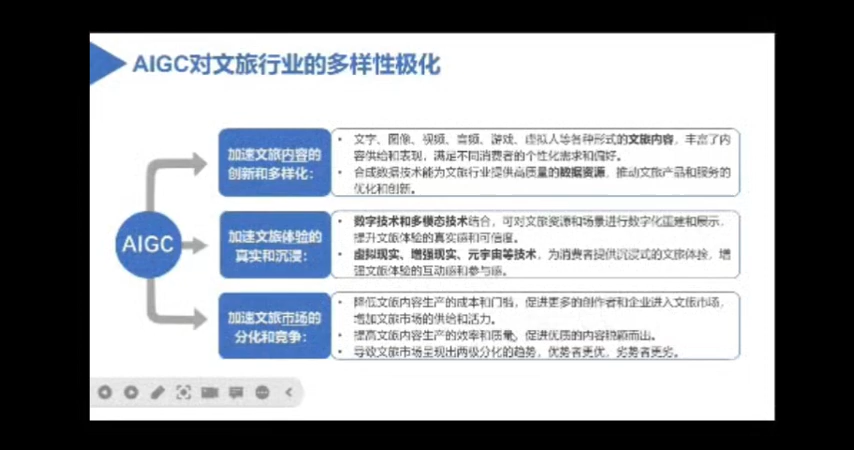 AIGC对文旅行业的多样性极化
加速文旅内容的
创新和多样化：
• 文字、图像、视频、音频、游戏、虚拟人等各种形式的文旅内容，丰富了内
容供给和表现，满足不同消费者的个性化需求和偏好。
• 合成数据技术能为文旅行业提供高质量的数据资源，推动文旅产品和服务的
优化和创新。
AIGC
加速文旅体验的
真实和沉浸：
• 数字技术和多模态技术结合，可对文旅资源和场景进行数字化重建和展示，
提升文旅体验的真实感和可信度。
• 虚拟现实、增强现实、元宇宙等技术，为消费者提供沉浸式的文旅体验，增
强文旅体验的互动感和参与感。
加速文旅市场的
分化和竞争：
• 降低文旅内容生产的成本和门槛，促进更多的创作者和企业进入文旅市场，
增加文旅市场的供给和活力。
• 提高文旅内容生产的效率和质量，促进优质的内容脱颖而出。
• 导致文旅市场呈现出两级分化的趋势，优势者更优，劣势者更劣。